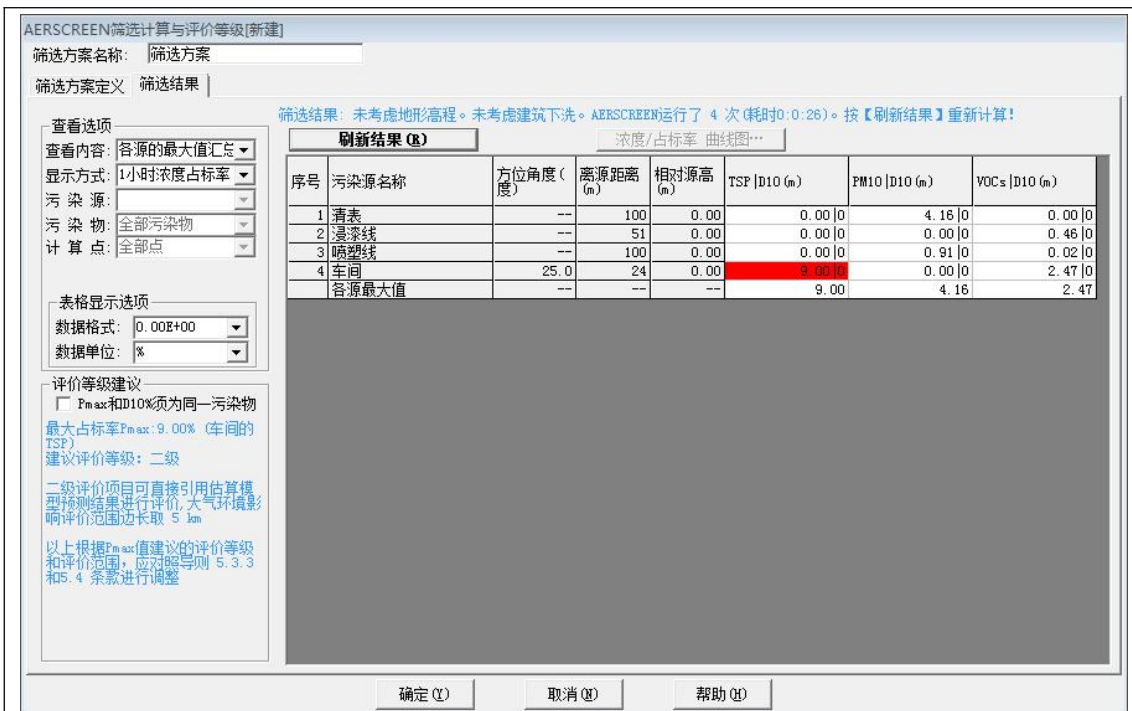 AERSCREEN筛选计算与评价等级[新建]
筛选方案名称: 筛选方案
筛选方案定义 筛选结果
筛选结果: 未考虑地形高程。未考虑建筑下洗。AERSCREEN运行了 4 次(耗时0:0:26)。按【刷新结果】重新计算!
查看选项
查看内容: 各源的最大值汇总
显示方式: 1小时浓度占标率
污 染 源:
污 染 物: 全部污染物
计 算 点: 全部点
表格显示选项
数据格式: 0.00E+00
数据单位: %
评价等级建议
Pmax和D10%须为同一污染物
最大占标率Pmax:9.00% (车间的
TSP)
建议评价等级: 二级
二级评价项目可直接引用估算模
型预测结果进行评价,大气环境影
响评价范围边长取 5 km
以上根据Pmax值建议的评价等级
和评价范围, 应对照导则 5.3.3
和5.4 条款进行调整
刷新结果(R) 浓度/占标率 曲线图…
序号 污染源名称 方位角度(度) 离源距离(m) 相对源高(m) TSP|D10(m) PM10|D10(m) VOCs|D10(m)
1 清表 -- 100 0.00 0.00|0 4.16|0 0.00|0
2 浸漆线 -- 51 0.00 0.00|0 0.00|0 0.46|0
3 喷塑线 -- 100 0.00 0.00|0 0.91|0 0.02|0
4 车间 25.0 24 0.00 9.00|0 0.00|0 2.47|0
各源最大值 -- -- -- 9.00 4.16 2.47
确定(Y) 取消(N) 帮助(H)